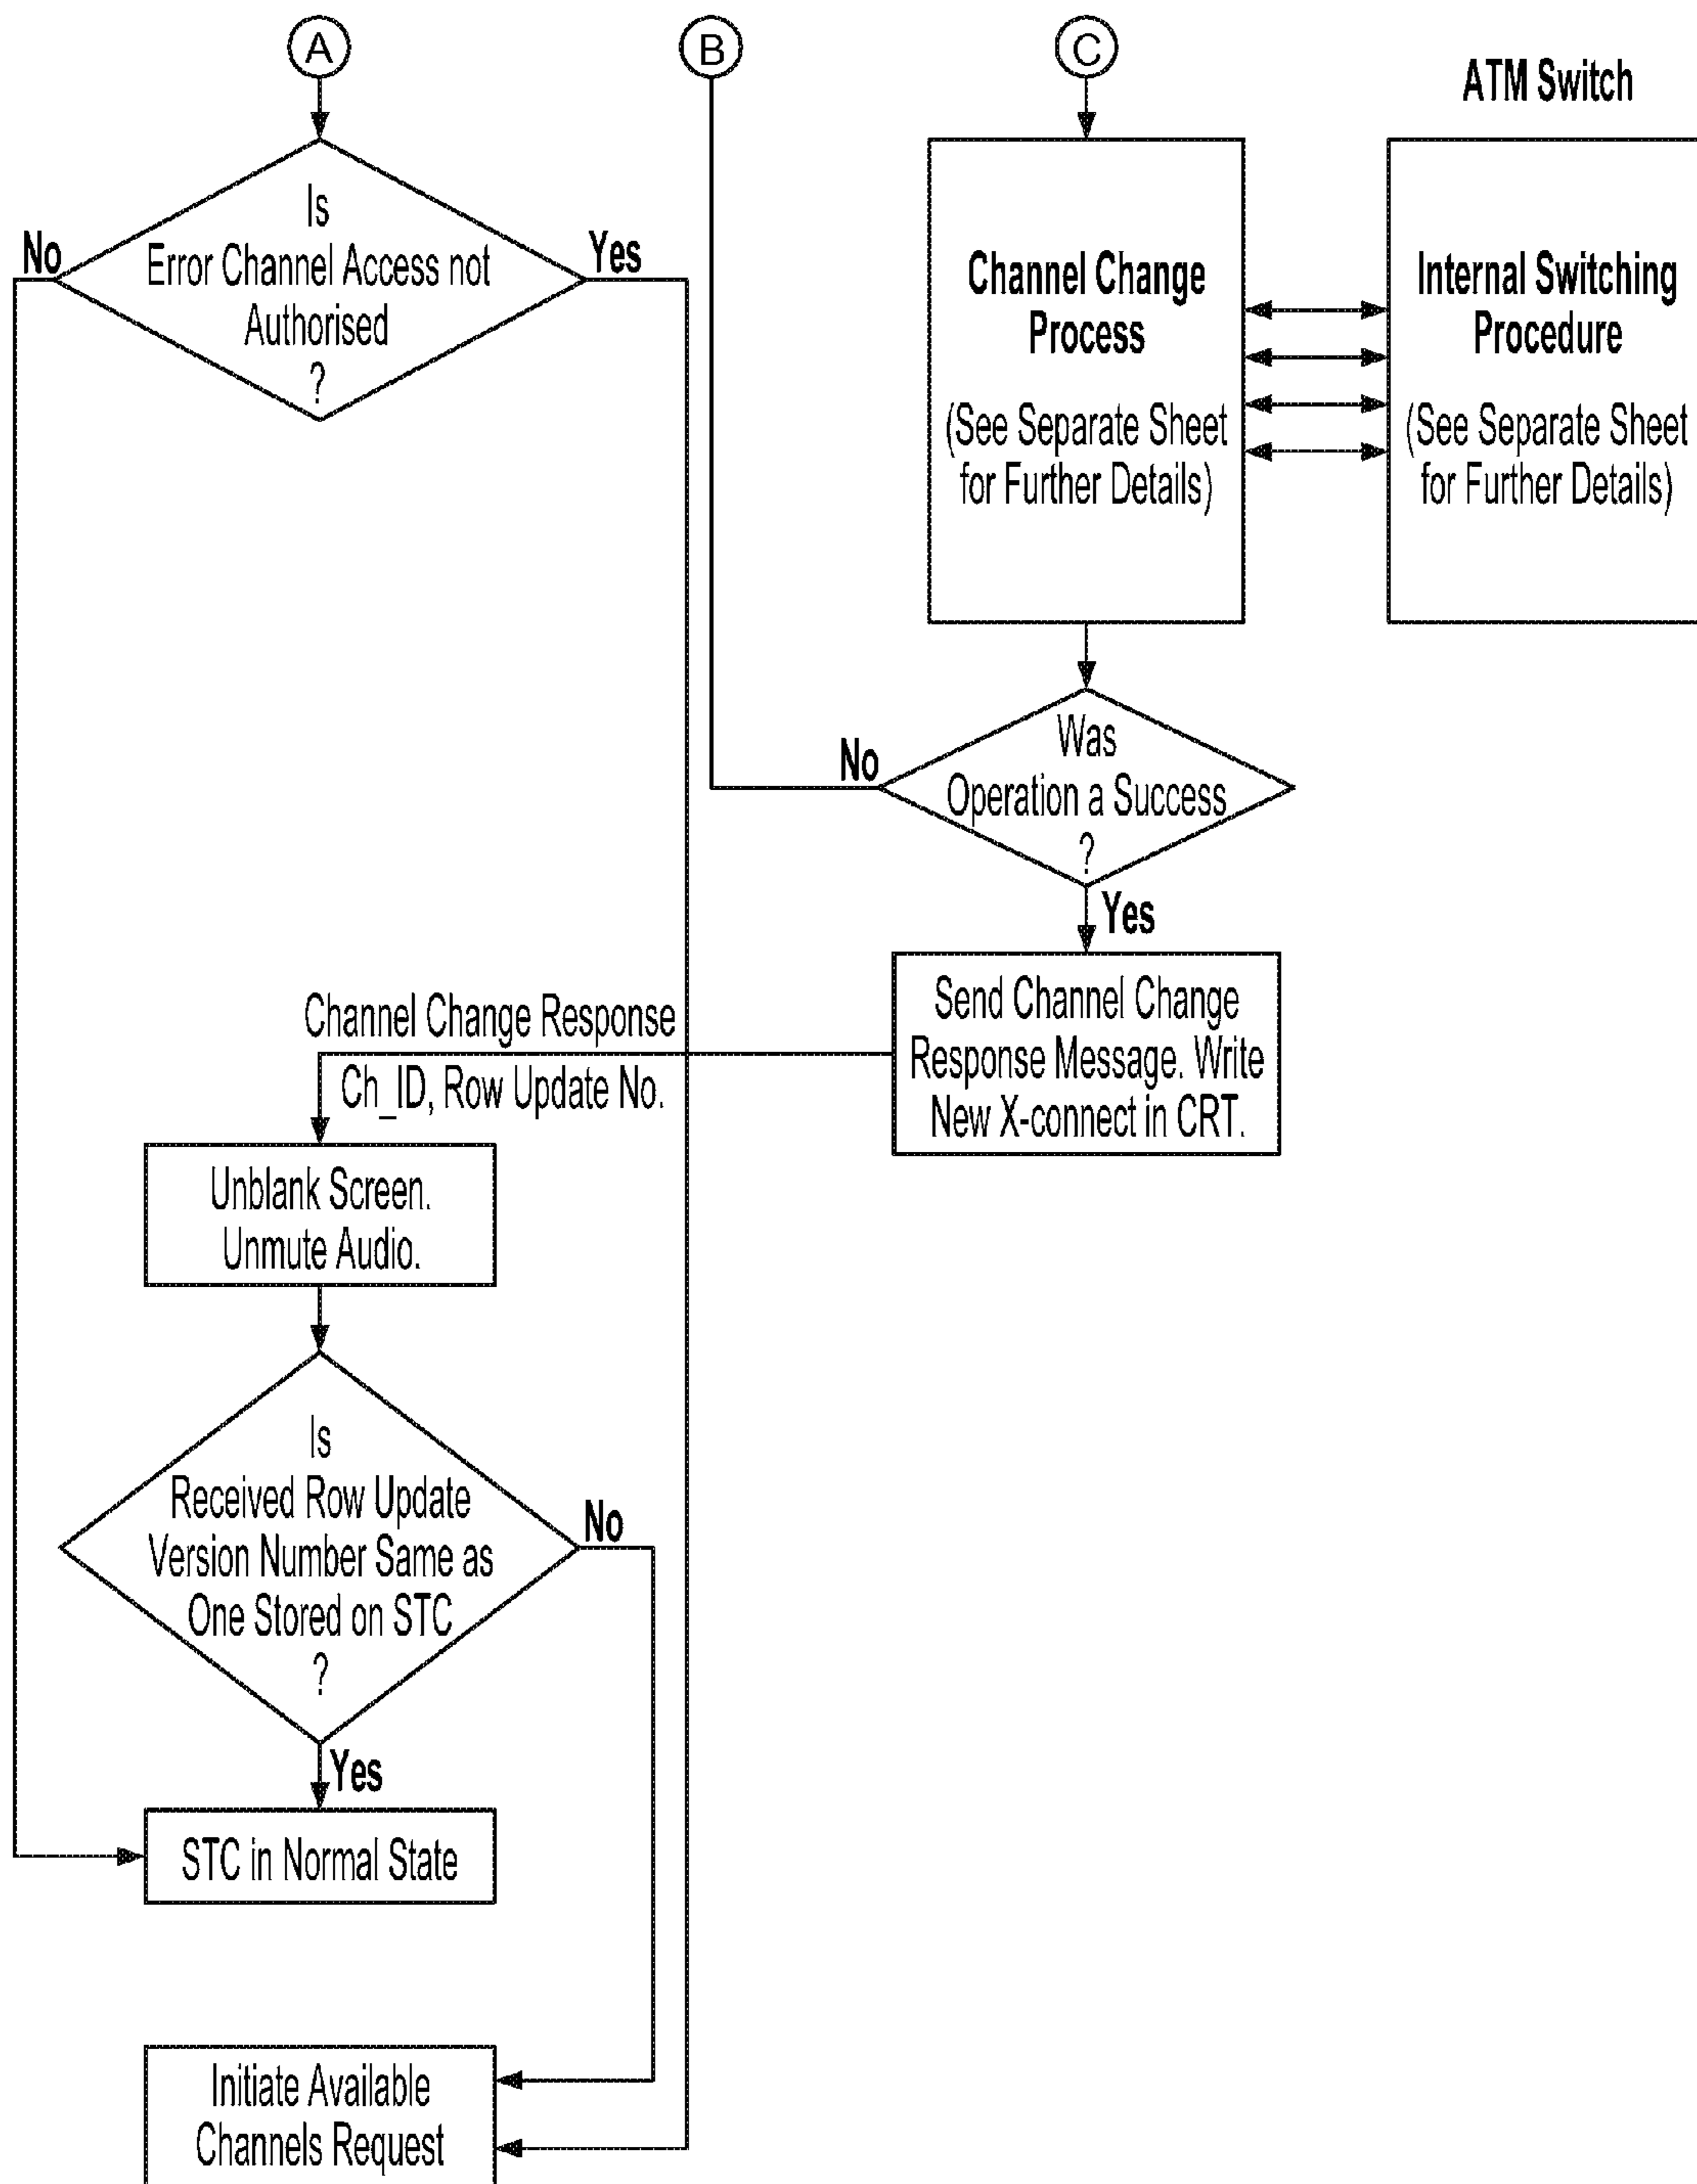 A
B
C
ATM Switch
Is
Error Channel Access not
Authorised
?
No
Yes
Channel Change
Process
(See Separate Sheet
for Further Details)
Internal Switching
Procedure
(See Separate Sheet
for Further Details)
Was
Operation a Success
?
No
Yes
Send Channel Change
Response Message. Write
New X-connect in CRT.
Channel Change Response
Ch_ID, Row Update No.
Unblank Screen.
Unmute Audio.
Is
Received Row Update
Version Number Same as
One Stored on STC
?
No
Yes
STC in Normal State
Initiate Available
Channels Request